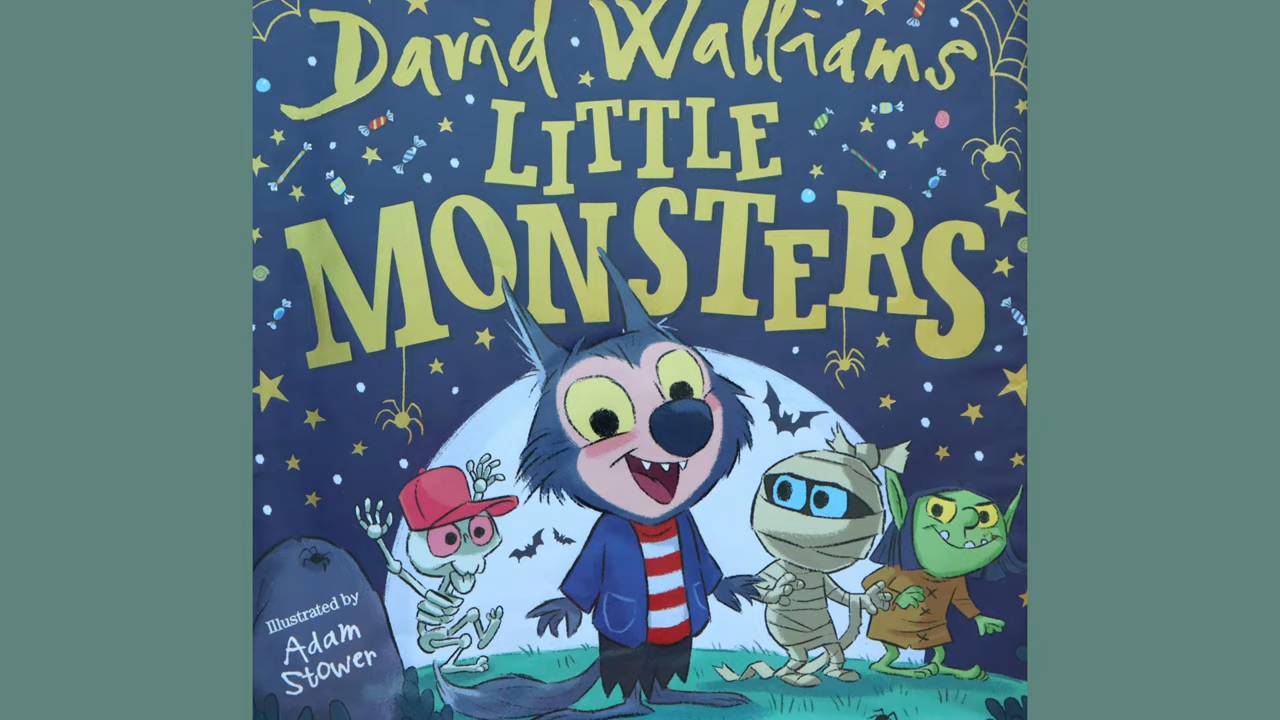 David Walliams
LITTLE
MONSTERS
Illustrated by
Adam
Stower